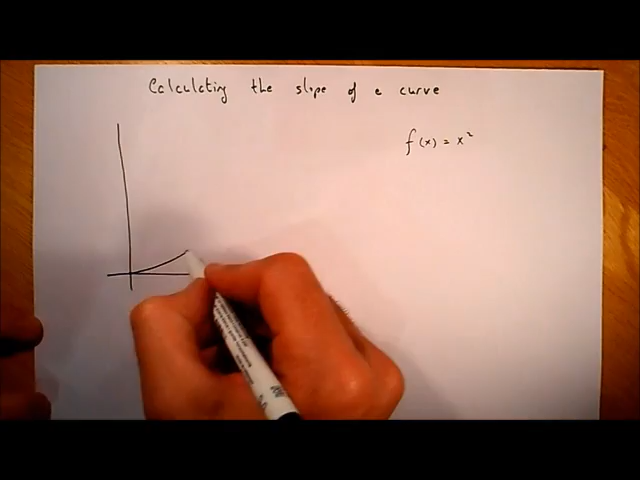 Calculating the slope of a curve
f(x) = x²